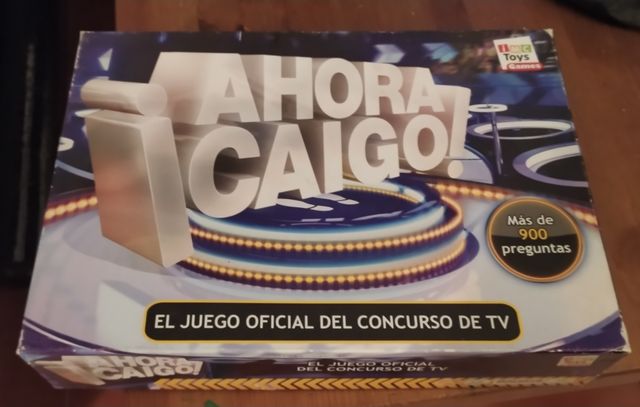 IMC
Toys
Games
¡AHORA
CAIGO!
Más de
900
preguntas
EL JUEGO OFICIAL DEL CONCURSO DE TV
¡AHORA
CAIGO!
EL JUEGO OFICIAL
DEL CONCURSO DE TV